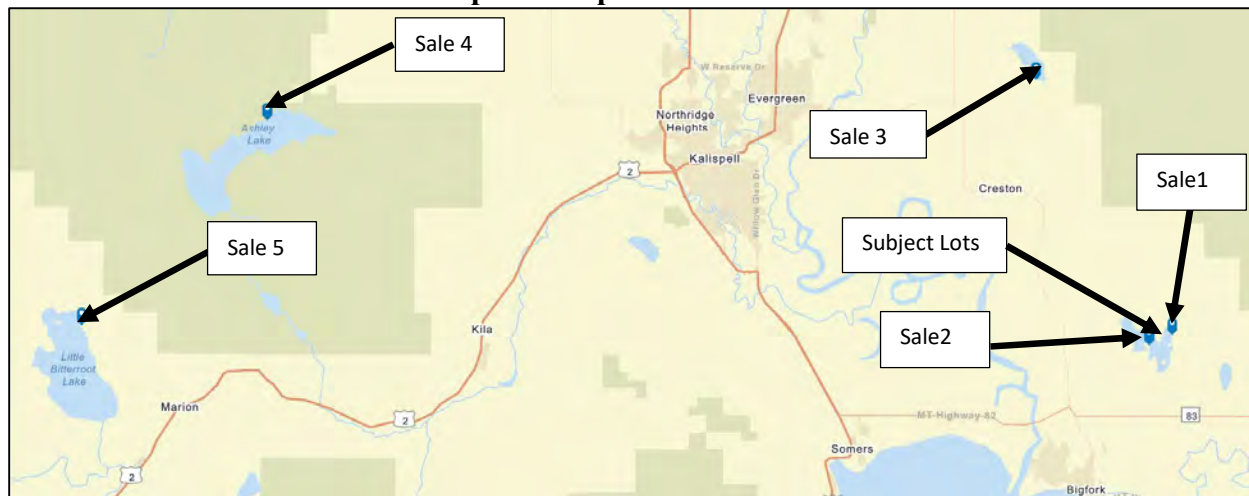 Sale 4
W Reserve Dr
Evergreen
Northridge
Heights
Ashley
Lake
Sale 3
Kalispell
2
Willow Glen Dr
Creston
Sale1
Subject Lots
Sale 5
Kila
Sale2
Little
Bitterroot
Lake
Marion
2
MT-Highway-82
83
Somers
2
Bigfork